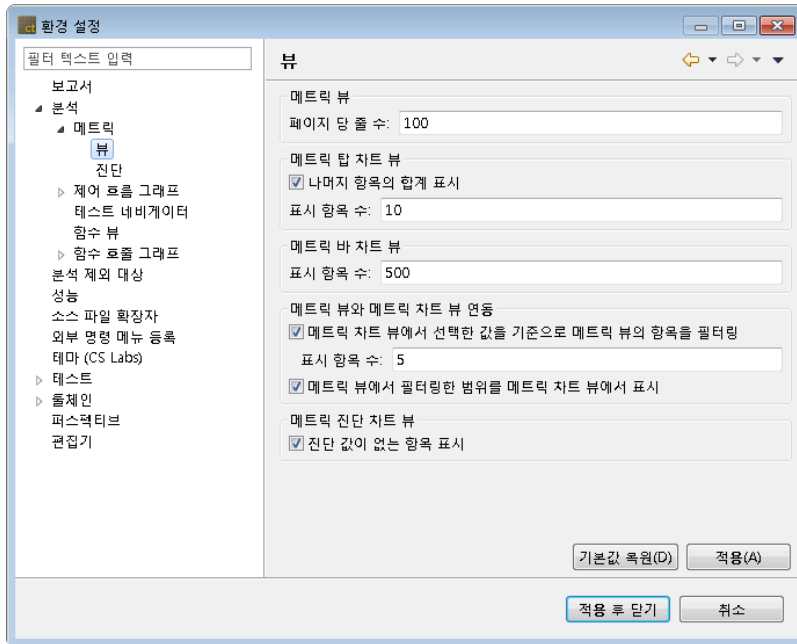 ct 환경 설정
필터 텍스트 입력
보고서
분석
메트릭
뷰
진단
제어 흐름 그래프
테스트 네비게이터
함수 뷰
함수 호출 그래프
분석 제외 대상
성능
소스 파일 확장자
외부 명령 메뉴 등록
테마 (CS Labs)
테스트
툴체인
퍼스펙티브
편집기
뷰
메트릭 뷰
페이지 당 줄 수: 100
메트릭 탑 차트 뷰
나머지 항목의 합계 표시
표시 항목 수: 10
메트릭 바 차트 뷰
표시 항목 수: 500
메트릭 뷰와 메트릭 차트 뷰 연동
메트릭 차트 뷰에서 선택한 값을 기준으로 메트릭 뷰의 항목을 필터링
표시 항목 수: 5
메트릭 뷰에서 필터링한 범위를 메트릭 차트 뷰에서 표시
메트릭 진단 차트 뷰
진단 값이 없는 항목 표시
기본값 복원(D) 적용(A)
적용 후 닫기 취소